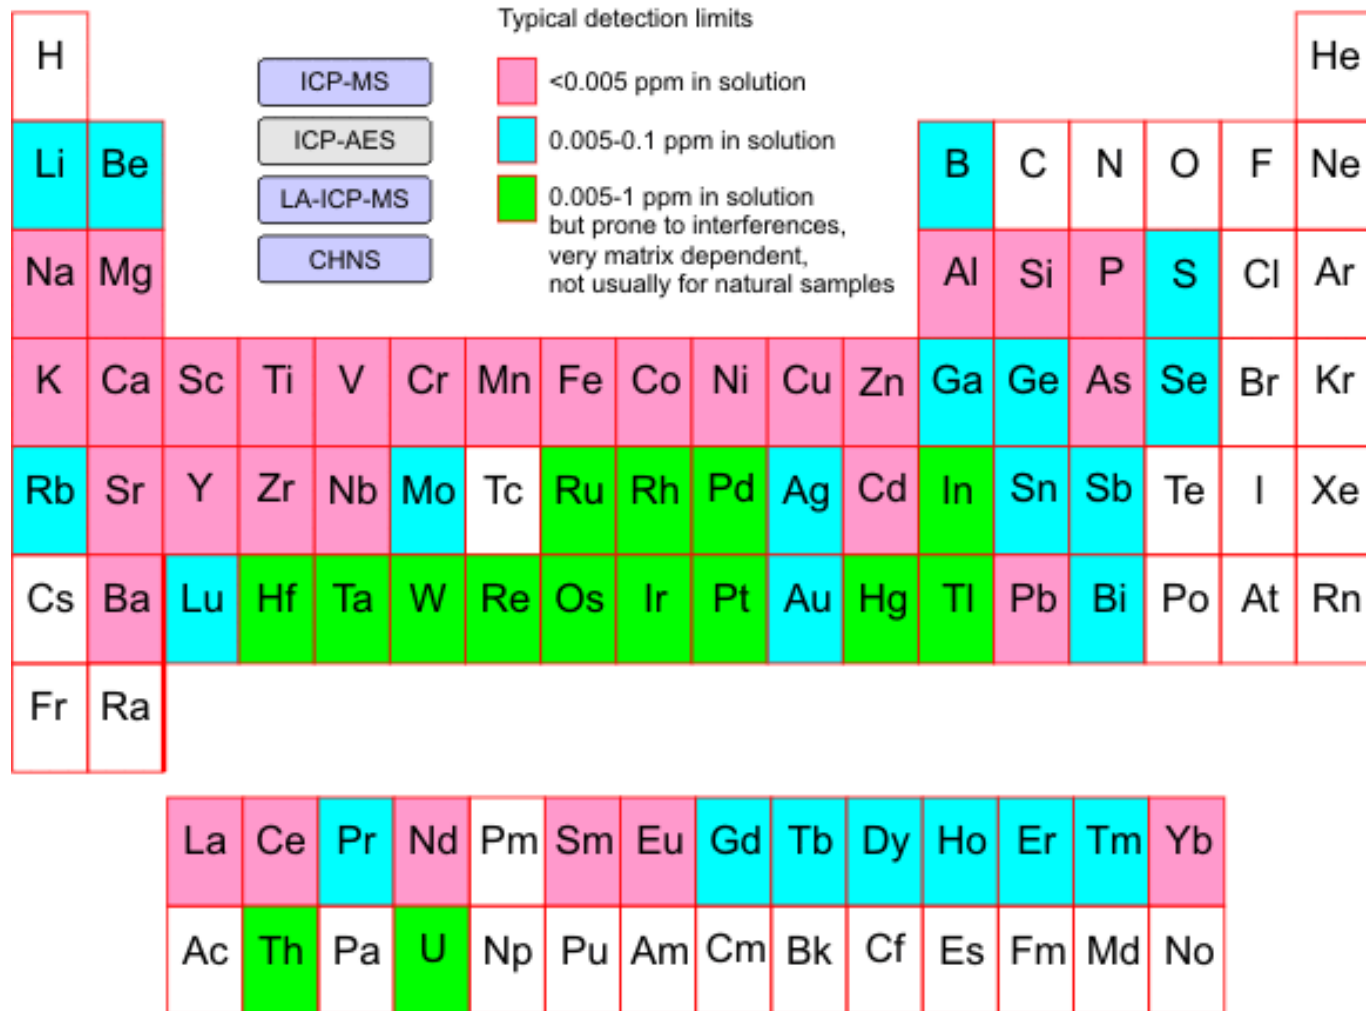 Typical detection limits
H
He
ICP-MS
<0.005 ppm in solution
ICP-AES
0.005-0.1 ppm in solution
Li Be
B C N O F Ne
LA-ICP-MS
0.005-1 ppm in solution
but prone to interferences,
very matrix dependent,
not usually for natural samples
CHNS
Na Mg
Al Si P S Cl Ar
K Ca Sc Ti V Cr Mn Fe Co Ni Cu Zn Ga Ge As Se Br Kr
Rb Sr Y Zr Nb Mo Tc Ru Rh Pd Ag Cd In Sn Sb Te I Xe
Cs Ba Lu Hf Ta W Re Os Ir Pt Au Hg Tl Pb Bi Po At Rn
Fr Ra
La Ce Pr Nd Pm Sm Eu Gd Tb Dy Ho Er Tm Yb
Ac Th Pa U Np Pu Am Cm Bk Cf Es Fm Md No